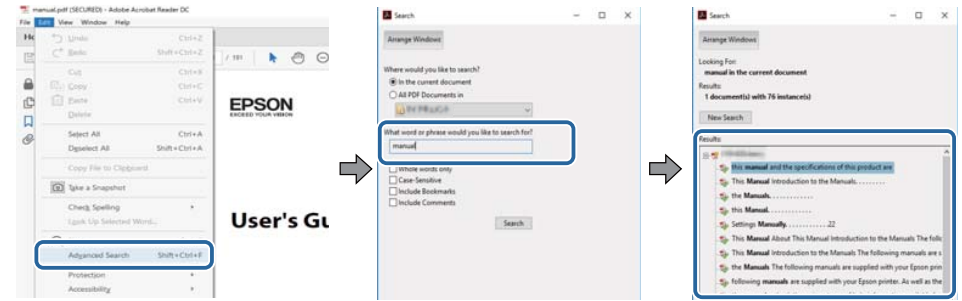 manual.pdf (SECURED) - Adobe Acrobat Reader DC
File Edit View Window Help
Undo Ctrl+Z
Redo Shift+Ctrl+Z
Cut Ctrl+X
Copy Ctrl+C
Paste Ctrl+V
Delete
Select All Ctrl+A
Deselect All Shift+Ctrl+A
Copy File to Clipboard
Take a Snapshot
Check Spelling
Look Up Selected Word...
Advanced Search Shift+Ctrl+F
Protection
Accessibility
/ 191
EPSON
EXCEED YOUR VISION
User's Gu
Search
Arrange Windows
Where would you like to search?
In the current document
All PDF Documents in
What word or phrase would you like to search for?
manual
Whole words only
Case-Sensitive
Include Bookmarks
Include Comments
Search
Search
Arrange Windows
Looking For:
manual in the current document
Results:
1 document(s) with 76 instance(s)
New Search
Results
this manual and the specifications of this product are
This Manual Introduction to the Manuals. . . . . . . . .
the Manuals. . . . . . . . . . . . .
this Manual. . . . . . . . . . . . .
Settings Manually. . . . . . . . . . . . 22
This Manual About This Manual Introduction to the Manuals The follo
This Manual Introduction to the Manuals The following manuals are s
the Manuals The following manuals are supplied with your Epson prin
following manuals are supplied with your Epson printer. As well as the